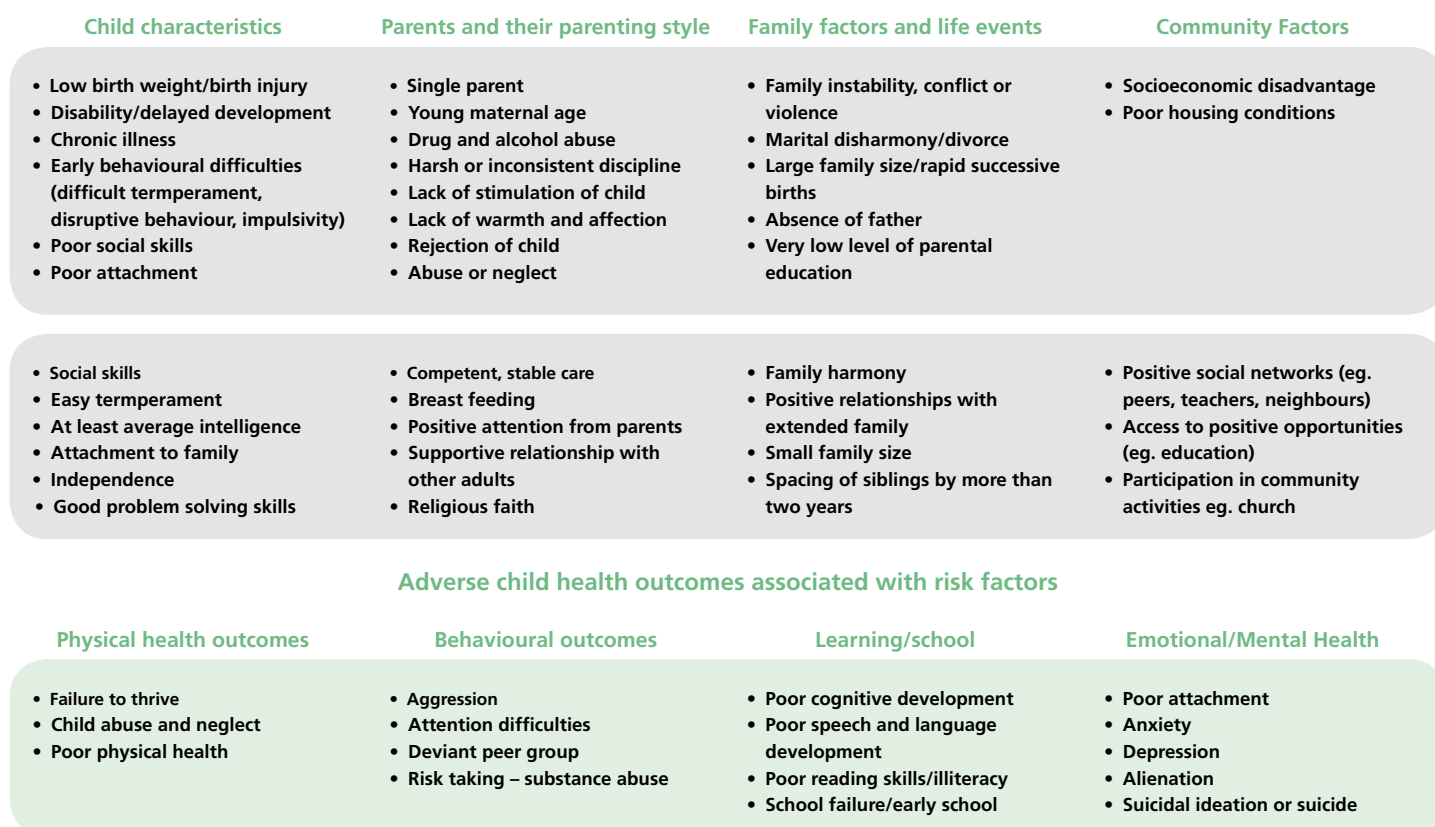 Child characteristics
• Low birth weight/birth injury
• Disability/delayed development
• Chronic illness
• Early behavioural difficulties
(difficult termperament,
disruptive behaviour, impulsivity)
• Poor social skills
• Poor attachment
Parents and their parenting style
• Single parent
• Young maternal age
• Drug and alcohol abuse
• Harsh or inconsistent discipline
• Lack of stimulation of child
• Lack of warmth and affection
• Rejection of child
• Abuse or neglect
Family factors and life events
• Family instability, conflict or
violence
• Marital disharmony/divorce
• Large family size/rapid successive
births
• Absence of father
• Very low level of parental
education
Community Factors
• Socioeconomic disadvantage
• Poor housing conditions
• Social skills
• Easy termperament
• At least average intelligence
• Attachment to family
• Independence
• Good problem solving skills
• Competent, stable care
• Breast feeding
• Positive attention from parents
• Supportive relationship with
other adults
• Religious faith
• Family harmony
• Positive relationships with
extended family
• Small family size
• Spacing of siblings by more than
two years
• Positive social networks (eg.
peers, teachers, neighbours)
• Access to positive opportunities
(eg. education)
• Participation in community
activities eg. church
Adverse child health outcomes associated with risk factors
Physical health outcomes
• Failure to thrive
• Child abuse and neglect
• Poor physical health
Behavioural outcomes
• Aggression
• Attention difficulties
• Deviant peer group
• Risk taking – substance abuse
Learning/school
• Poor cognitive development
• Poor speech and language
development
• Poor reading skills/illiteracy
• School failure/early school
Emotional/Mental Health
• Poor attachment
• Anxiety
• Depression
• Alienation
• Suicidal ideation or suicide